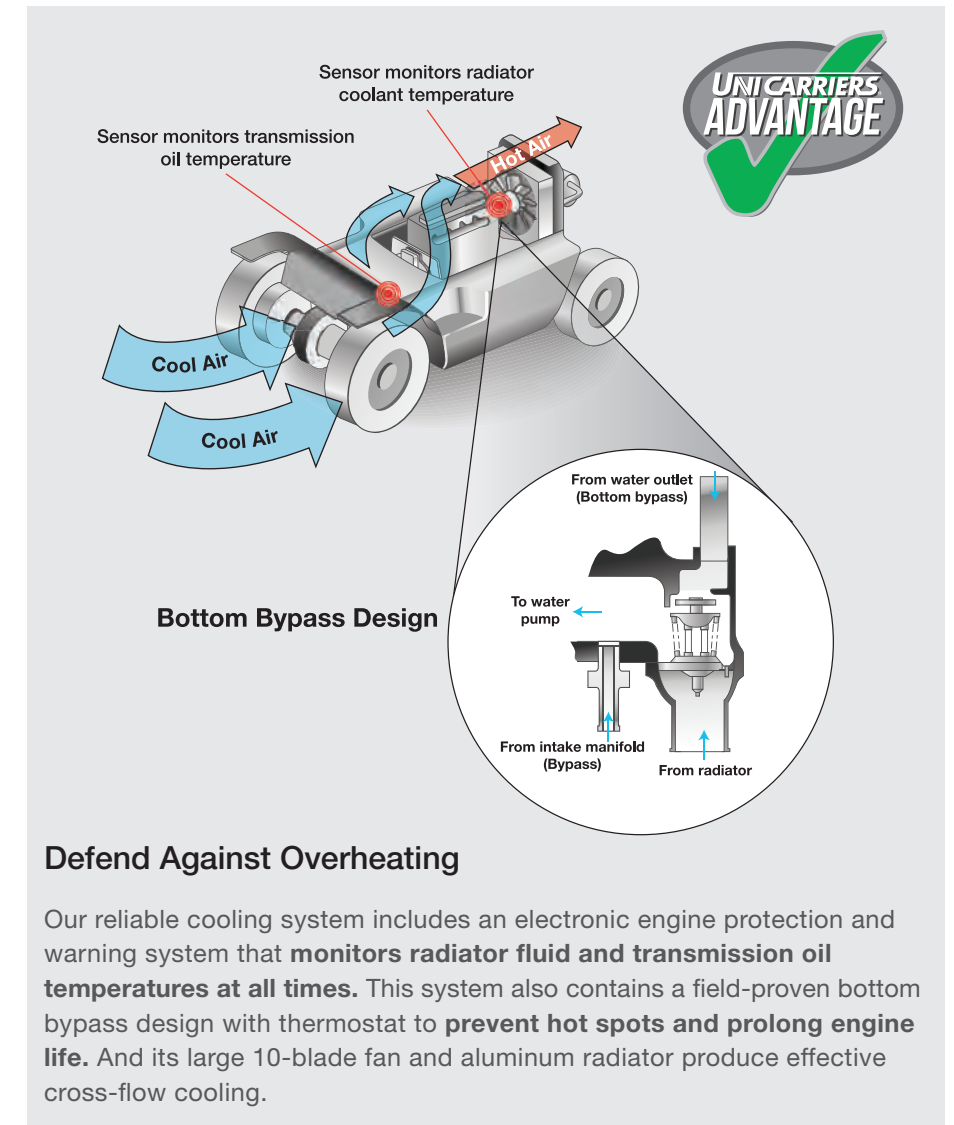 Sensor monitors radiator
coolant temperature
UNICARRIERS
ADVANTAGE
Sensor monitors transmission
oil temperature
Hot Air
Cool Air
Cool Air
From water outlet
(Bottom bypass)
To water
pump
Bottom Bypass Design
From intake manifold
(Bypass)
From radiator
Defend Against Overheating
Our reliable cooling system includes an electronic engine protection and
warning system that monitors radiator fluid and transmission oil
temperatures at all times. This system also contains a field-proven bottom
bypass design with thermostat to prevent hot spots and prolong engine
life. And its large 10-blade fan and aluminum radiator produce effective
cross-flow cooling.